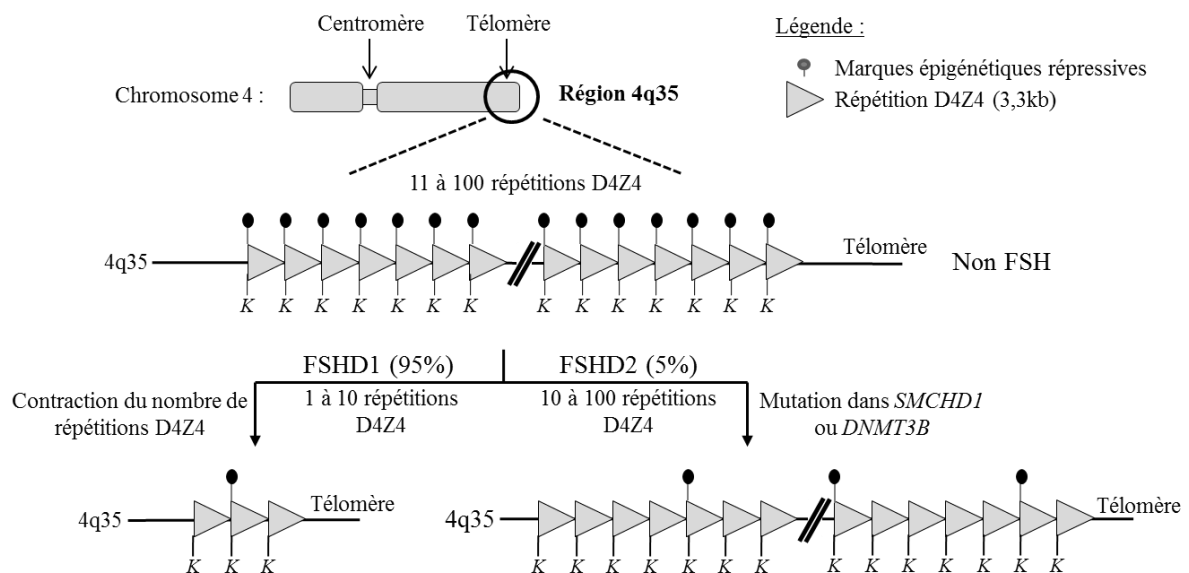 Centromère Télomère
Légende :
Marques épigénétiques répressives
Répétition D4Z4 (3,3kb)
Chromosome 4 :
Région 4q35
11 à 100 répétitions D4Z4
4q35
Télomère
Non FSH
K K K K K K K K K K K K K K
FSHD1 (95%)
1 à 10 répétitions
D4Z4
FSHD2 (5%)
10 à 100 répétitions
D4Z4
Contraction du nombre de
répétitions D4Z4
Mutation dans SMCHD1
ou DNMT3B
4q35
Télomère
K K K
4q35
Télomère
K K K K K K K K K K K K K K